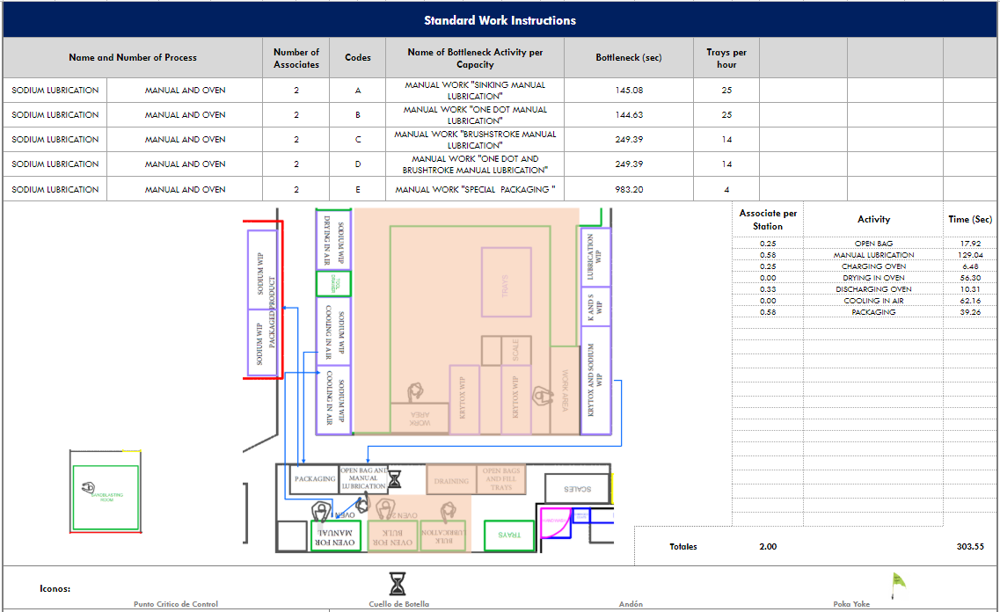 Standard Work Instructions
Name and Number of Process
Number of
Associates
Codes
Name of Bottleneck Activity per
Capacity
Bottleneck (sec)
Trays per
hour
SODIUM LUBRICATION
MANUAL AND OVEN
2
A
MANUAL WORK "SINKING MANUAL
LUBRICATION"
145.08
25
SODIUM LUBRICATION
MANUAL AND OVEN
2
B
MANUAL WORK "ONE DOT MANUAL
LUBRICATION"
144.63
25
SODIUM LUBRICATION
MANUAL AND OVEN
2
C
MANUAL WORK "BRUSHSTROKE MANUAL
LUBRICATION"
249.39
14
SODIUM LUBRICATION
MANUAL AND OVEN
2
D
MANUAL WORK "ONE DOT AND
BRUSHTROKE MANUAL LUBRICATION"
249.39
14
SODIUM LUBRICATION
MANUAL AND OVEN
2
E
MANUAL WORK "SPECIAL PACKAGING "
983.20
4
Associate per
Station
Activity
Time (Sec)
0.25
OPEN BAG
17.92
0.58
MANUAL LUBRICATION
129.04
0.25
CHARGING OVEN
6.48
0.00
DRYING IN OVEN
56.30
0.33
DISCHARGING OVEN
10.31
0.00
COOLING IN AIR
62.16
0.58
PACKAGING
39.26
Totales
2.00
303.55
SODIUM WIP
SODIUM WIP
PACKAGED PRODUCT
SODIUM WIP
DRYING IN AIR
SODIUM WIP
COOLING IN AIR
SODIUM WIP
COOLING IN AIR
TRAYS
SCALE
WORK AREA
KRYTOX WIP
KRYTOX WIP
WORK
AREA
LUBRICATION
WIP
K AND S
WIP
KRYTOX AND SODIUM
WIP
SANDBLASTING
ROOM
PACKAGING
OPEN BAG AND
MANUAL
LUBRICATION
DRAINING
OPEN BAGS
AND FILL
TRAYS
SCALES
OVEN 1
OVEN 2
OVEN FOR
MANUAL
OVEN FOR
BULK
BULK
LUBRICATION
TRAYS
Iconos:
Punto Critico de Control
Cuello de Botella
Andón
Poka Yoke